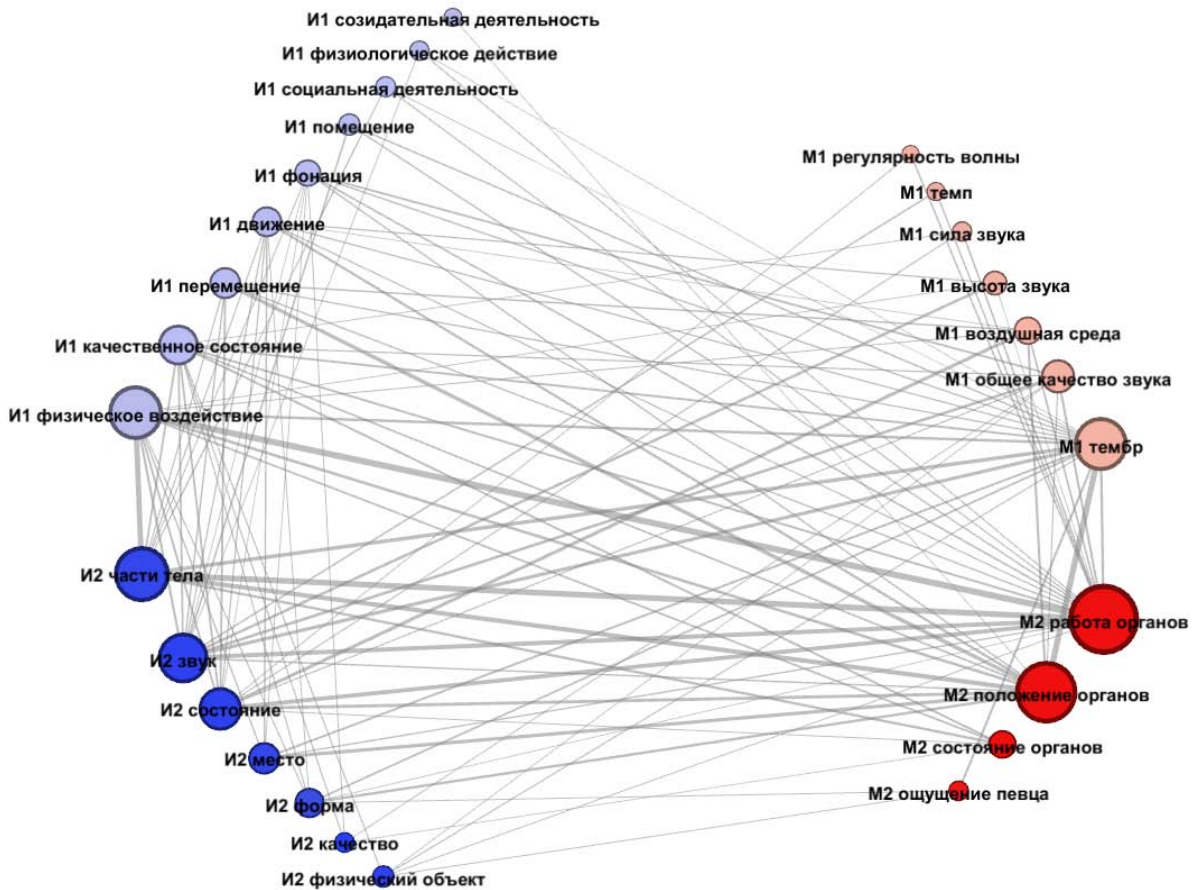 И1 созидательная деятельность
И1 физиологическое действие
И1 социальная деятельность
И1 помещение
И1 фонация
И1 движение
И1 перемещение
И1 качественное состояние
И1 физическое воздействие
И2 части тела
И2 звук
И2 состояние
И2 место
И2 форма
И2 качество
И2 физический объект
М1 регулярность волны
М1 темп
М1 сила звука
М1 высота звука
М1 воздушная среда
М1 общее качество звука
М1 тембр
М2 работа органов
М2 положение органов
М2 состояние органов
М2 ощущение певца